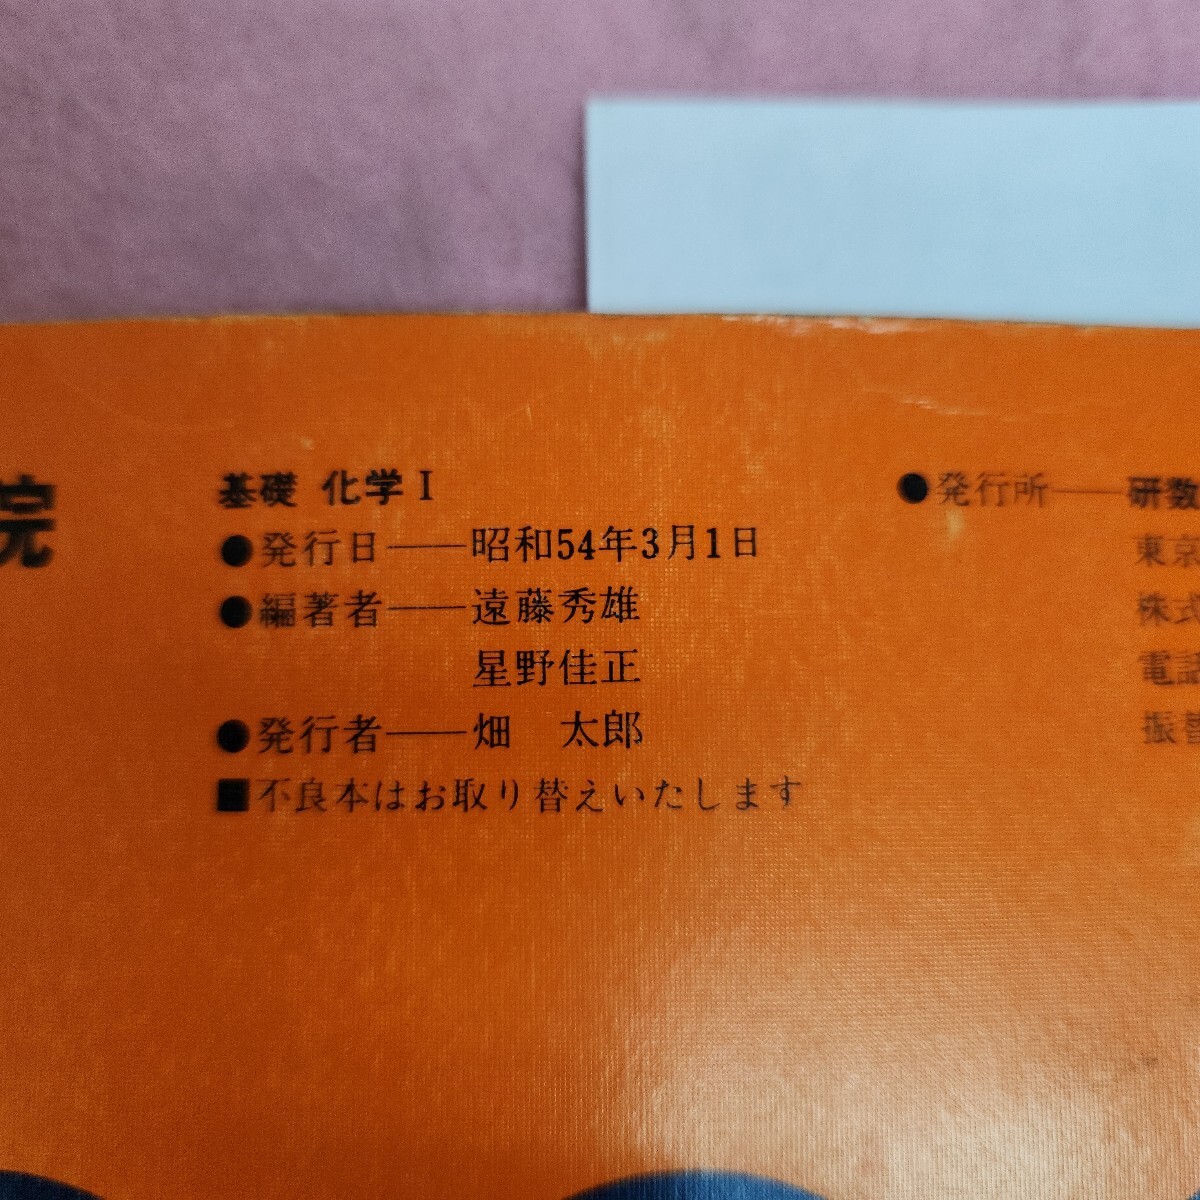 院
基礎 化学 I
●発行日――昭和54年3月1日
●編著者――遠藤秀雄
星野佳正
●発行者――畑 太郎
■不良本はお取り替えいたします
●発行所――研数
東京
株式
電話
振替